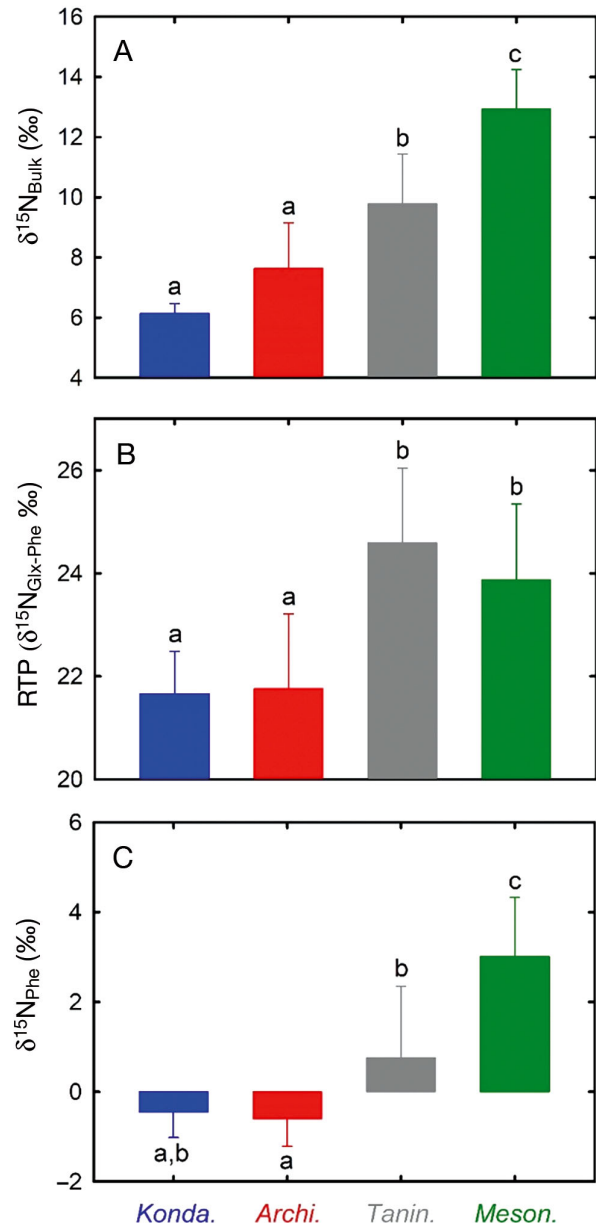 16
14
12
10
8
6
4
δ15NBulk (‰)
A
a
a
b
c
26
24
22
20
RTP (δ15NGlx-Phe ‰)
B
a
a
b
b
6
4
2
0
–2
δ15NPhe (‰)
C
a,b
a
b
c
Konda. Archi. Tanin. Meson.